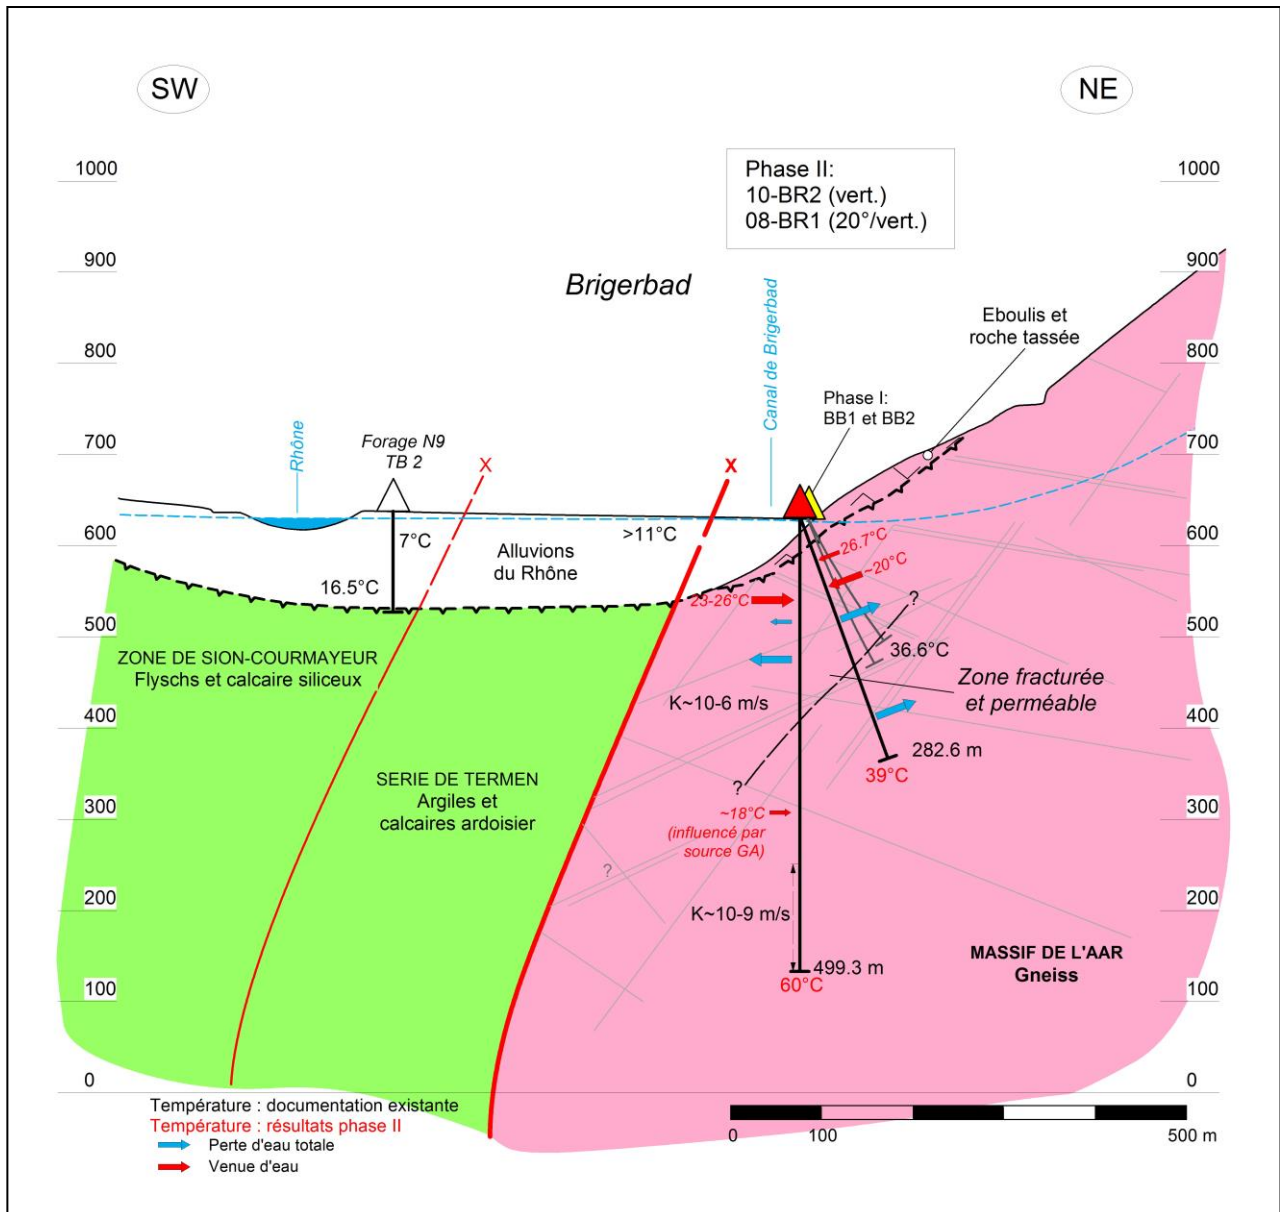 SW
NE
Phase II:
10-BR2 (vert.)
08-BR1 (20°/vert.)
1000
1000
900
900
Brigerbad
Canal de Brigerbad
Eboulis et
roche tassée
800
800
Phase I:
BB1 et BB2
Rhône
Forage N9
TB 2
X
X
700
700
600
600
7°C
>11°C
Alluvions
du Rhône
16.5°C
26.7°C
~20°C
23-26°C
?
500
500
36.6°C
ZONE DE SION-COURMAYEUR
Flyschs et calcaire siliceux
Zone fracturée
et perméable
K~10-6 m/s
400
400
282.6 m
39°C
SERIE DE TERMEN
Argiles et
calcaires ardoisier
?
300
300
~18°C
(influencé par
source GA)
?
200
200
K~10-9 m/s
MASSIF DE L'AAR
Gneiss
499.3 m
60°C
100
100
0
0
Température : documentation existante
Température : résultats phase II
Perte d'eau totale
Venue d'eau
0
100
500 m